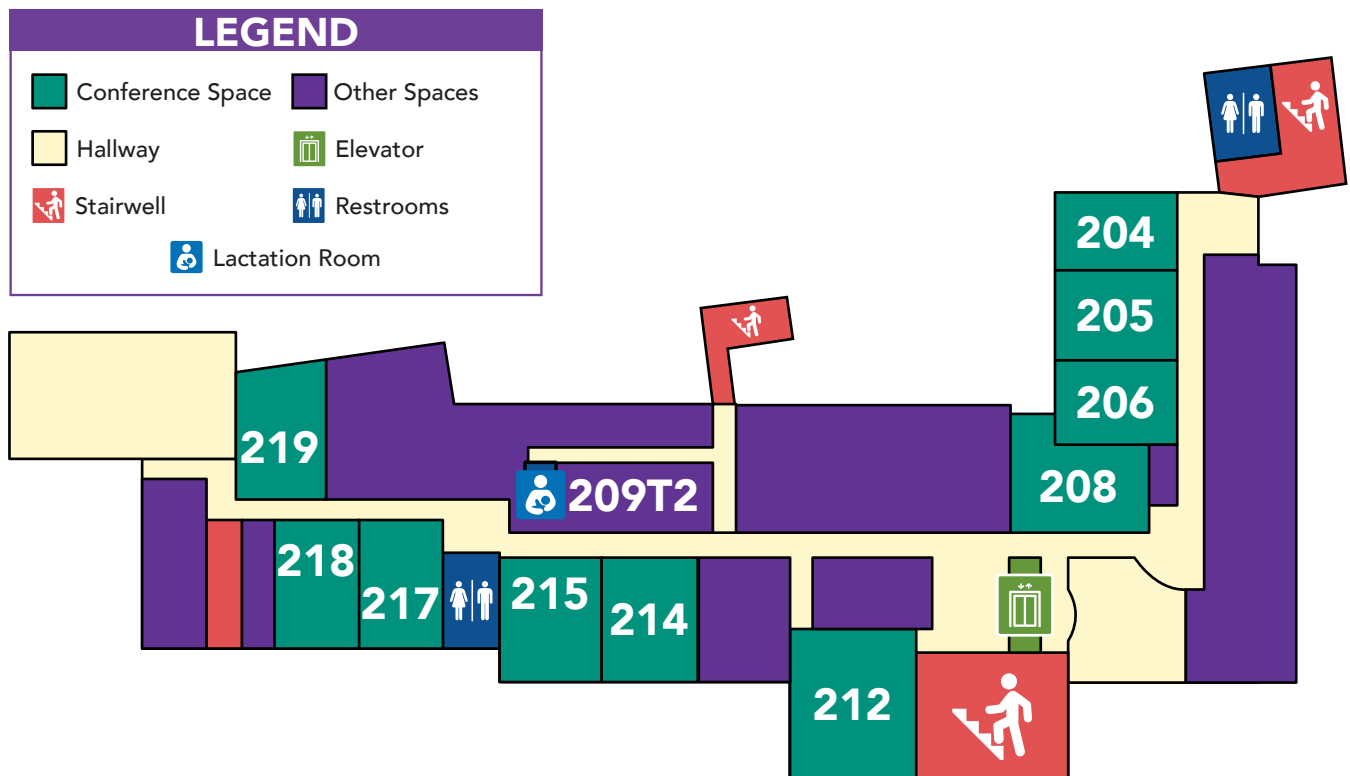 LEGEND
Conference Space
Other Spaces
Hallway
Elevator
Stairwell
Restrooms
Lactation Room
204
205
206
219
208
209T2
218
217
215
214
212